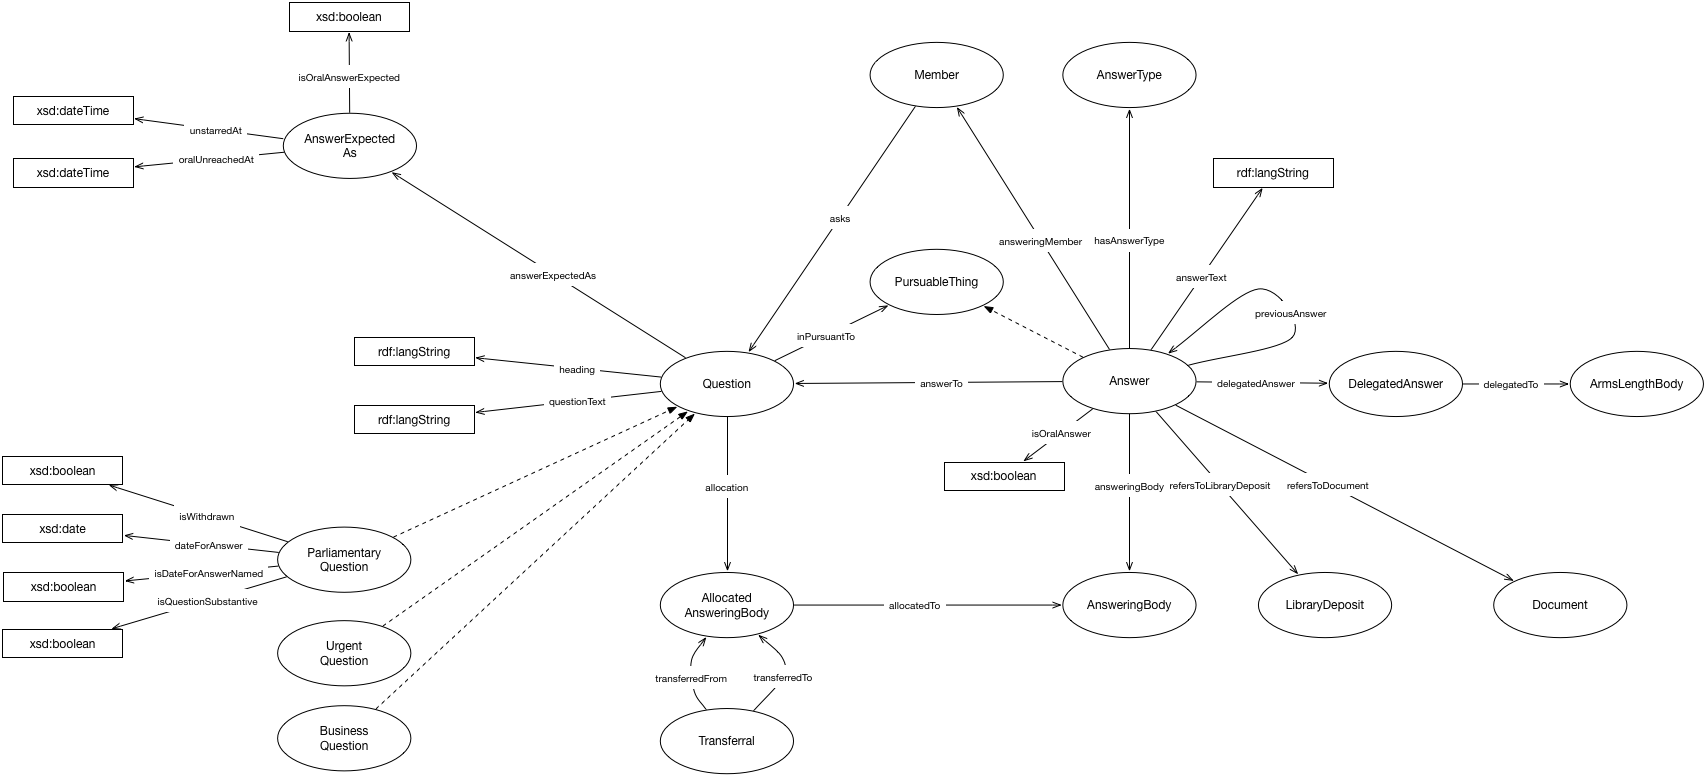 xsd:boolean
isOralAnswerExpected
Member
AnswerType
xsd:dateTime
unstarredAt
AnswerExpected
As
oralUnreachedAt
xsd:dateTime
rdf:langString
asks
answeringMember
hasAnswerType
answerExpectedAs
PursuableThing
answerText
previousAnswer
inPursuantTo
rdf:langString
heading
Question
answerTo
Answer
delegatedAnswer
DelegatedAnswer
delegatedTo
ArmsLengthBody
questionText
rdf:langString
isOralAnswer
xsd:boolean
xsd:boolean
allocation
answeringBody
refersToLibraryDeposit
refersToDocument
isWithdrawn
xsd:date
dateForAnswer
Parliamentary
Question
isDateForAnswerNamed
xsd:boolean
isQuestionSubstantive
xsd:boolean
Allocated
AnsweringBody
allocatedTo
AnsweringBody
LibraryDeposit
Document
Urgent
Question
transferredFrom
transferredTo
Business
Question
Transferral